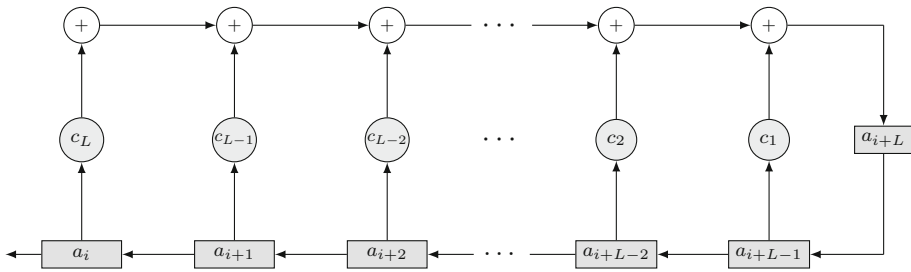 + + + ··· + +
c_L c_{L−1} c_{L−2} ··· c_2 c_1 a_{i+L}
a_i a_{i+1} a_{i+2} ··· a_{i+L−2} a_{i+L−1}